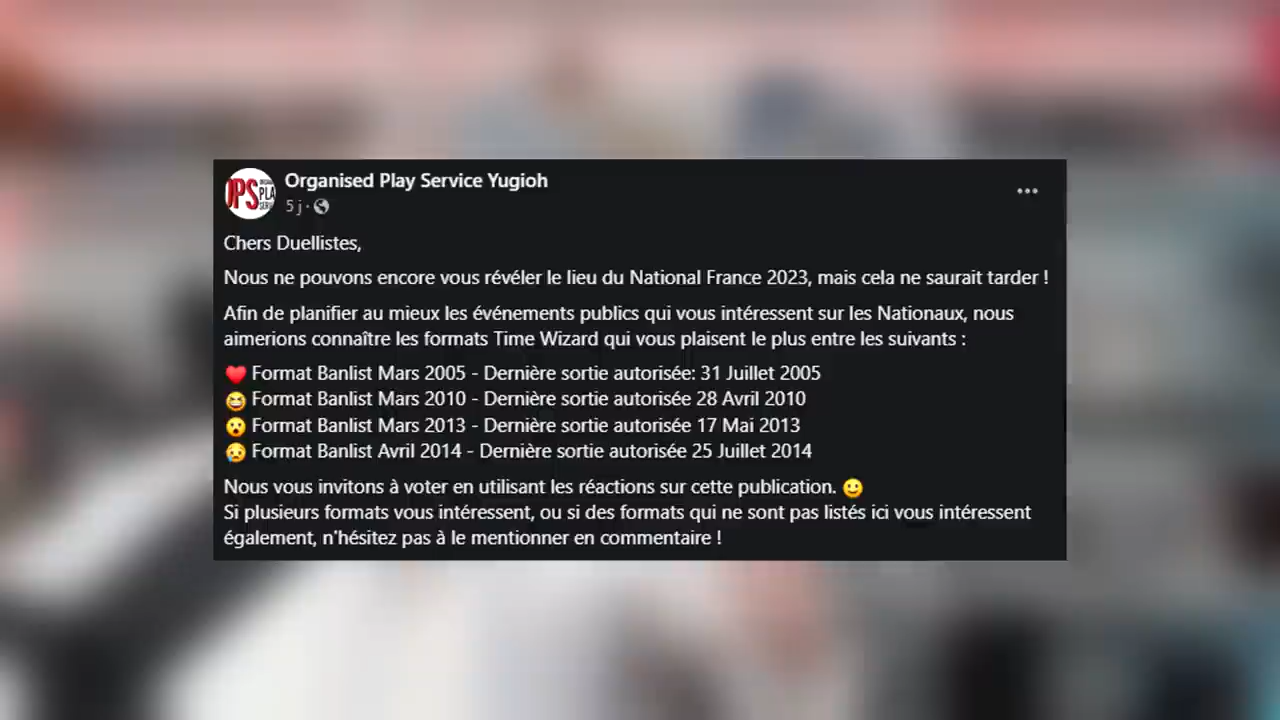 OPS
PLA
Organised Play Service Yugioh
5 j
Chers Duellistes,
Nous ne pouvons encore vous révéler le lieu du National France 2023, mais cela ne saurait tarder !
Afin de planifier au mieux les événements publics qui vous intéressent sur les Nationaux, nous
aimerions connaître les formats Time Wizard qui vous plaisent le plus entre les suivants :
❤️ Format Banlist Mars 2005 - Dernière sortie autorisée: 31 Juillet 2005
😆 Format Banlist Mars 2010 - Dernière sortie autorisée 28 Avril 2010
😮 Format Banlist Mars 2013 - Dernière sortie autorisée 17 Mai 2013
😢 Format Banlist Avril 2014 - Dernière sortie autorisée 25 Juillet 2014
Nous vous invitons à voter en utilisant les réactions sur cette publication. 🙂
Si plusieurs formats vous intéressent, ou si des formats qui ne sont pas listés ici vous intéressent
également, n'hésitez pas à le mentionner en commentaire !